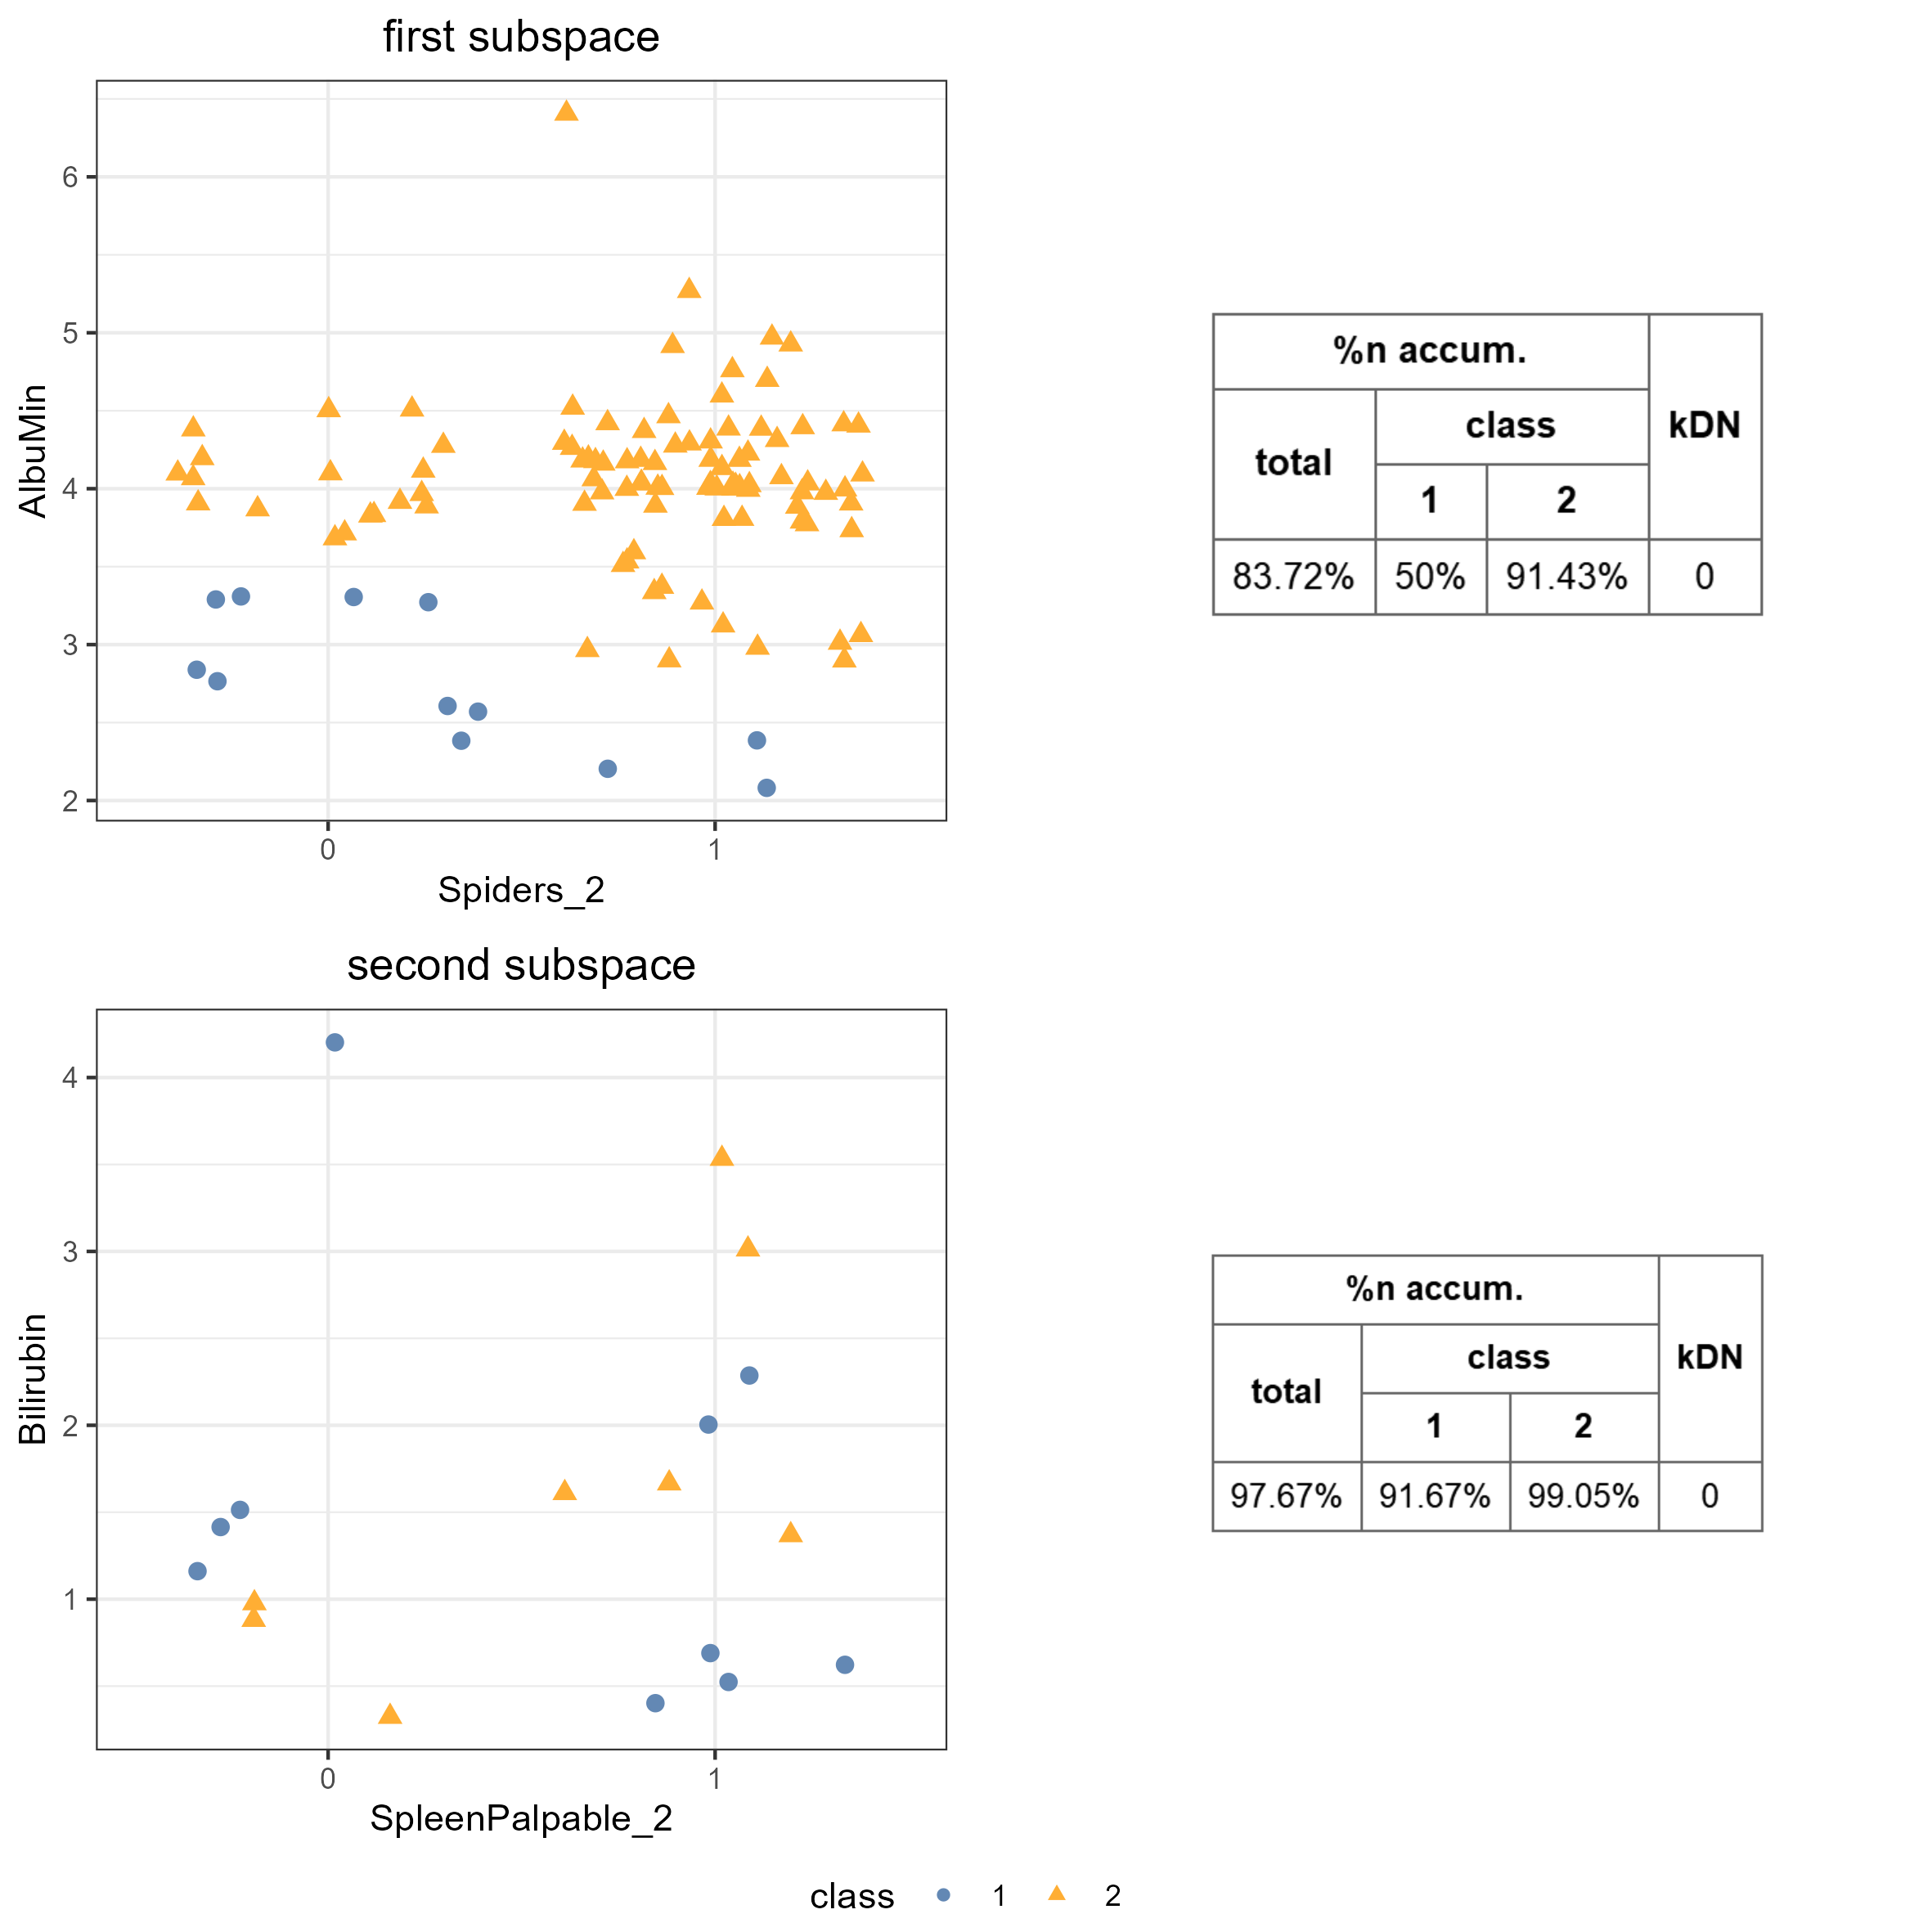 first subspace
6
5
4
3
2
AlbuMin
0 1
Spiders_2
%n accum.
kDN
class
total
1 2
83.72% 50% 91.43% 0
second subspace
4
3
2
1
Bilirubin
0 1
SpleenPalpable_2
%n accum.
kDN
class
total
1 2
97.67% 91.67% 99.05% 0
class 1 2